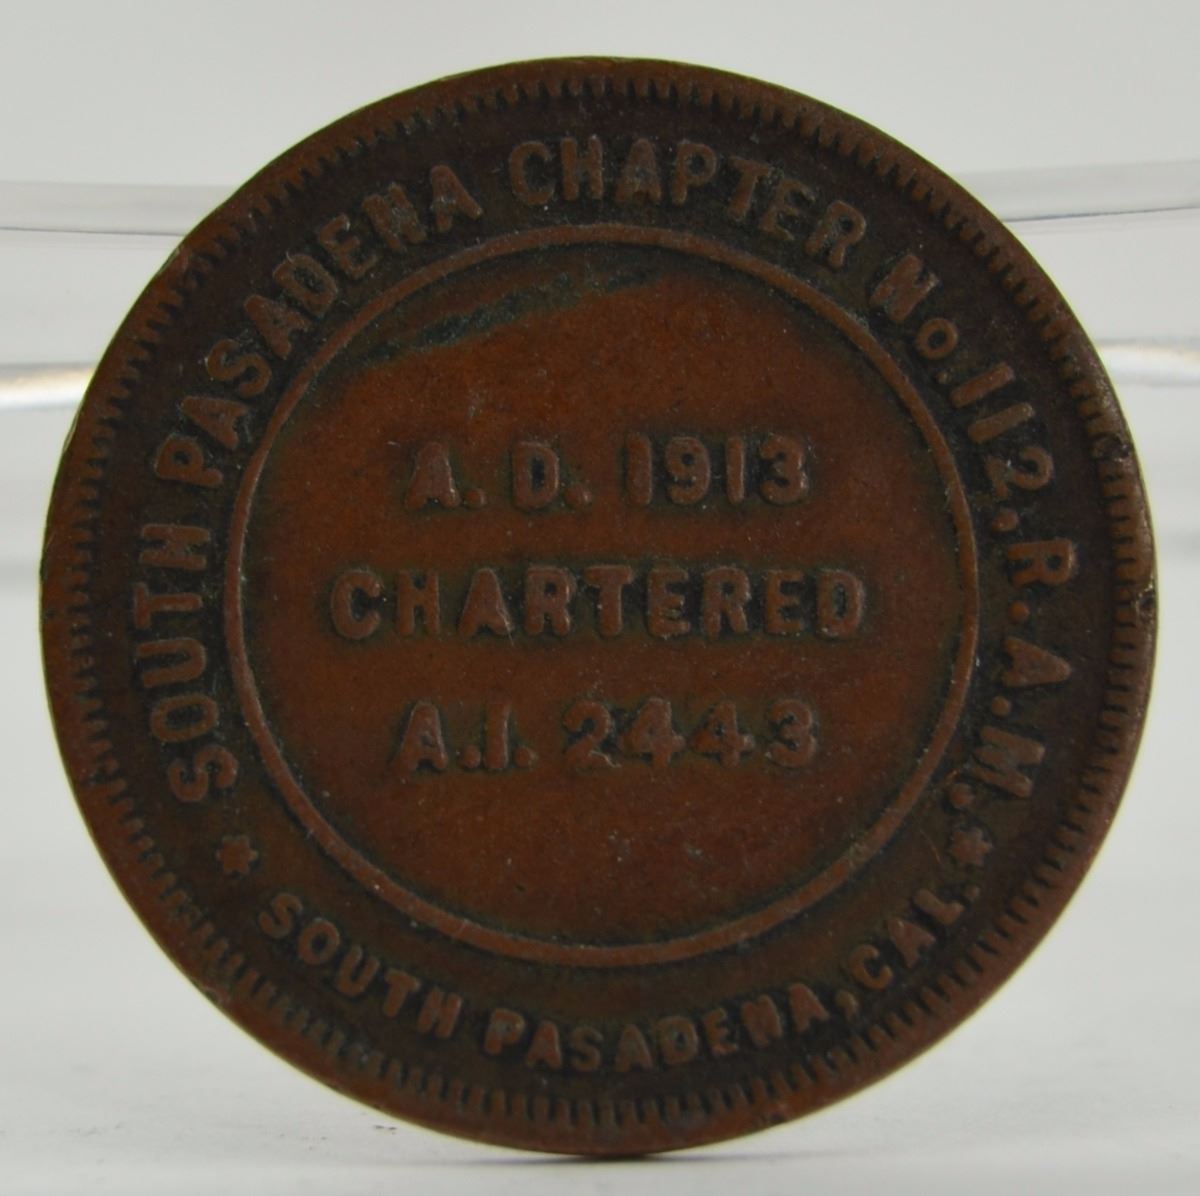 SOUTH PASADENA CHAPTER No. 112. R.A.M.
A. D. 1913
CHARTERED
A.I. 2443
SOUTH PASADENA, CAL.